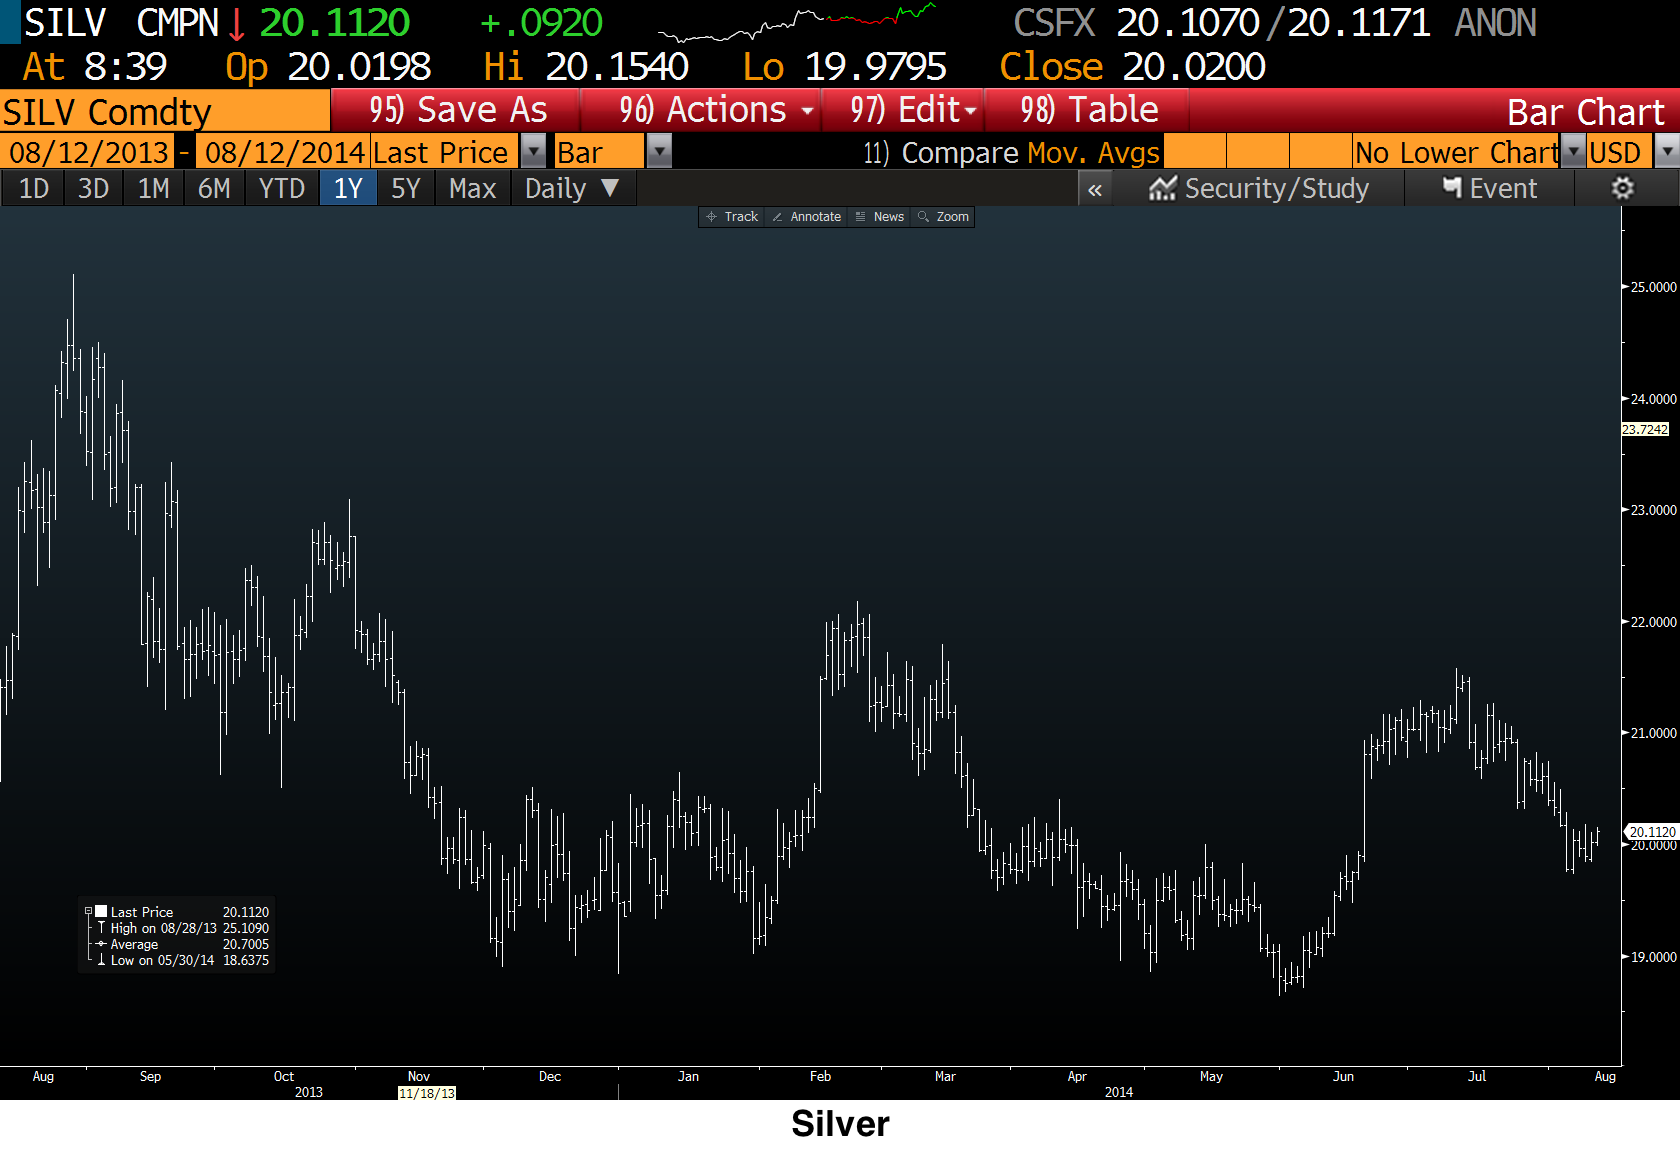 SILV CMPN↓ 20.1120 +.0920 CSFX 20.1070/20.1171 ANON
At 8:39 Op 20.0198 Hi 20.1540 Lo 19.9795 Close 20.0200
SILV Comdty 95) Save As 96) Actions 97) Edit 98) Table Bar Chart
08/12/2013 - 08/12/2014 Last Price Bar 11) Compare Mov. Avgs No Lower Chart USD
1D 3D 1M 6M YTD 1Y 5Y Max Daily ▼ « Security/Study Event
Track Annotate News Zoom
25.0000
24.0000
23.7242
23.0000
22.0000
21.0000
20.1120
20.0000
19.0000
Last Price 20.1120
High on 08/28/13 25.1090
Average 20.7005
Low on 05/30/14 18.6375
Aug Sep Oct Nov Dec Jan Feb Mar Apr May Jun Jul Aug
2013 11/18/13 2014
Silver